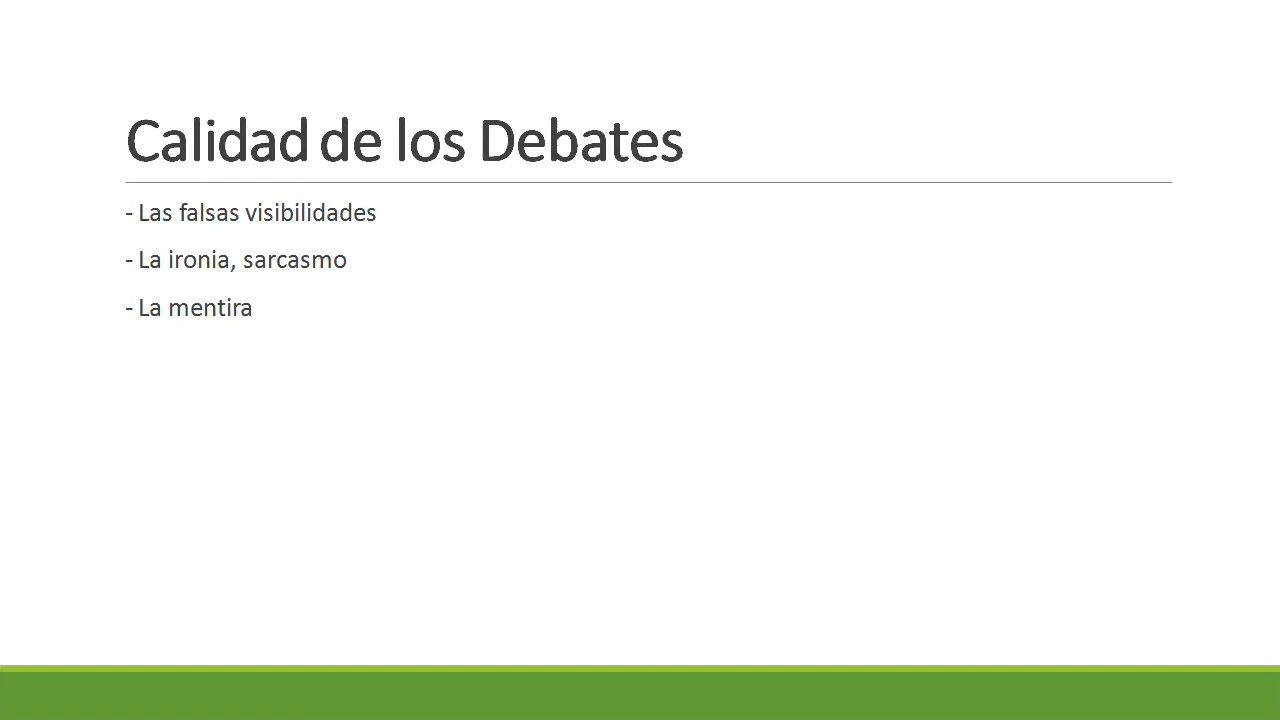 Calidad de los Debates
- Las falsas visibilidades
- La ironia, sarcasmo
- La mentira